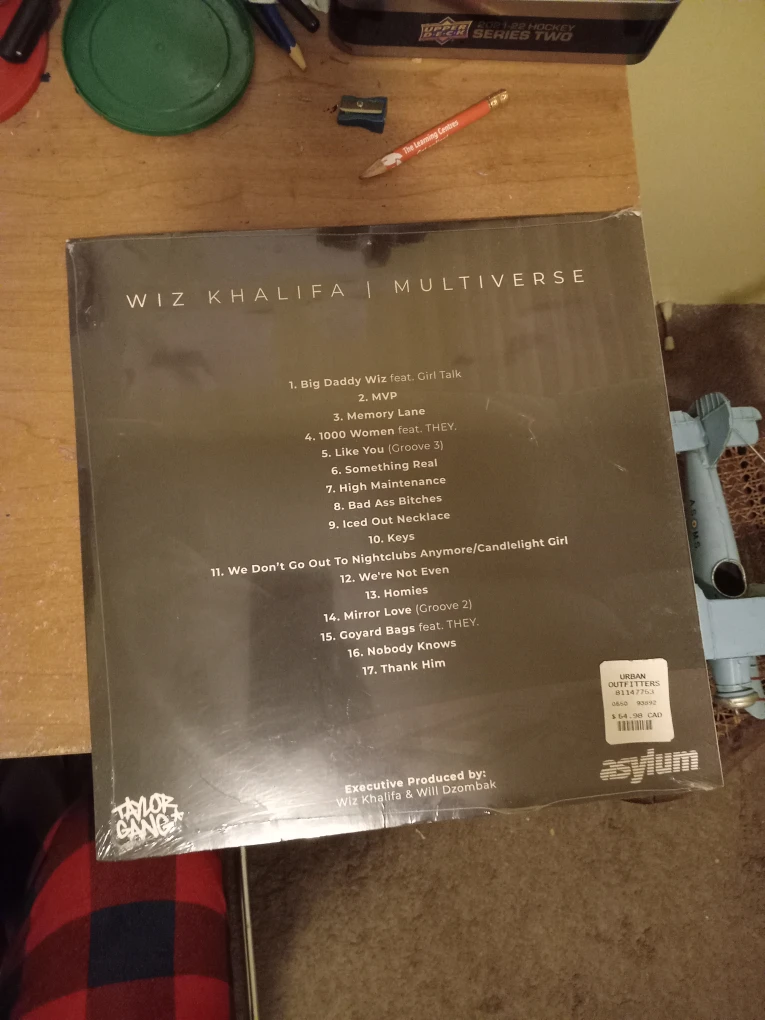 UPPER DECK
2021-22 HOCKEY
SERIES TWO
The Learning Centres
WIZ KHALIFA | MULTIVERSE
1. Big Daddy Wiz feat. Girl Talk
2. MVP
3. Memory Lane
4. 1000 Women feat. THEY.
5. Like You (Groove 3)
6. Something Real
7. High Maintenance
8. Bad Ass Bitches
9. Iced Out Necklace
10. Keys
11. We Don't Go Out To Nightclubs Anymore/Candlelight Girl
12. We're Not Even
13. Homies
14. Mirror Love (Groove 2)
15. Goyard Bags feat. THEY.
16. Nobody Knows
17. Thank Him
URBAN
OUTFITTERS
81147753
$64.98 CAD
asylum
Executive Produced by:
Wiz Khalifa & Will Dzombak
TAYLOR
GANG